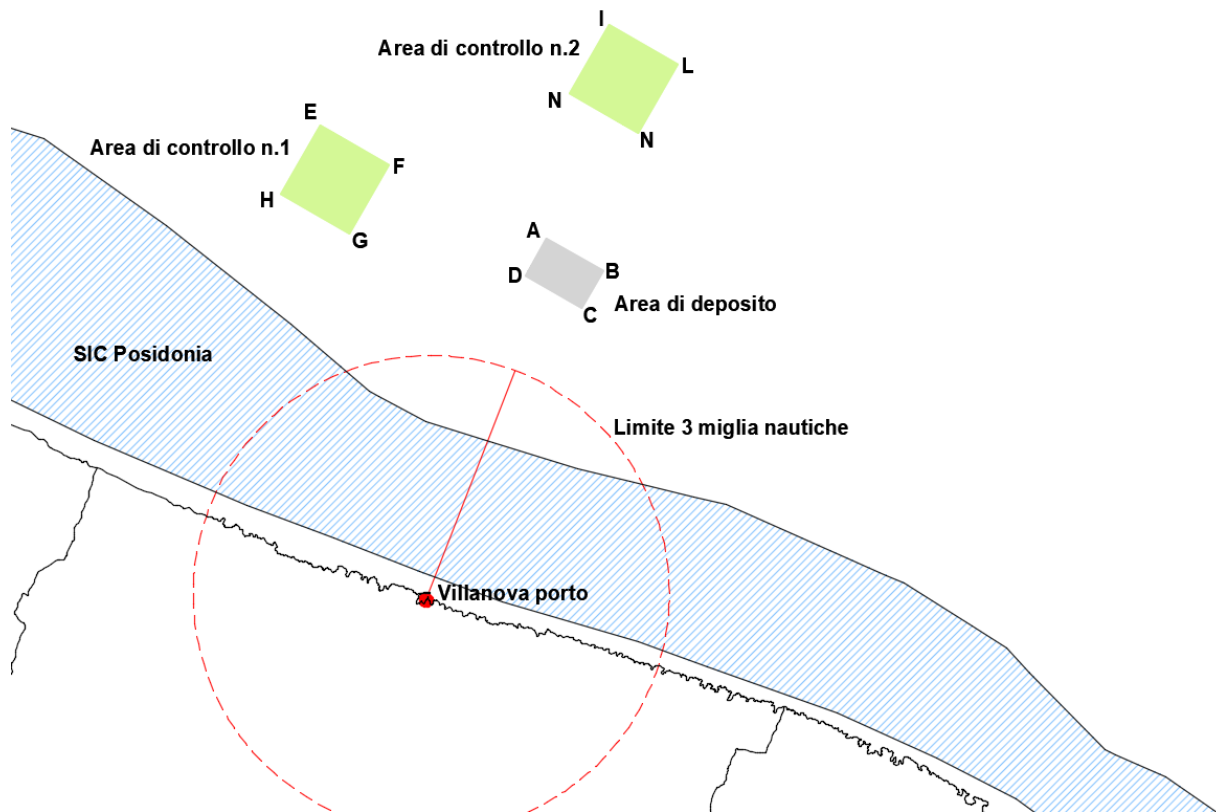 I
Area di controllo n.2
L
N
N
E
Area di controllo n.1
F
H
G
A
D
B
C
Area di deposito
SIC Posidonia
Limite 3 miglia nautiche
Villanova porto